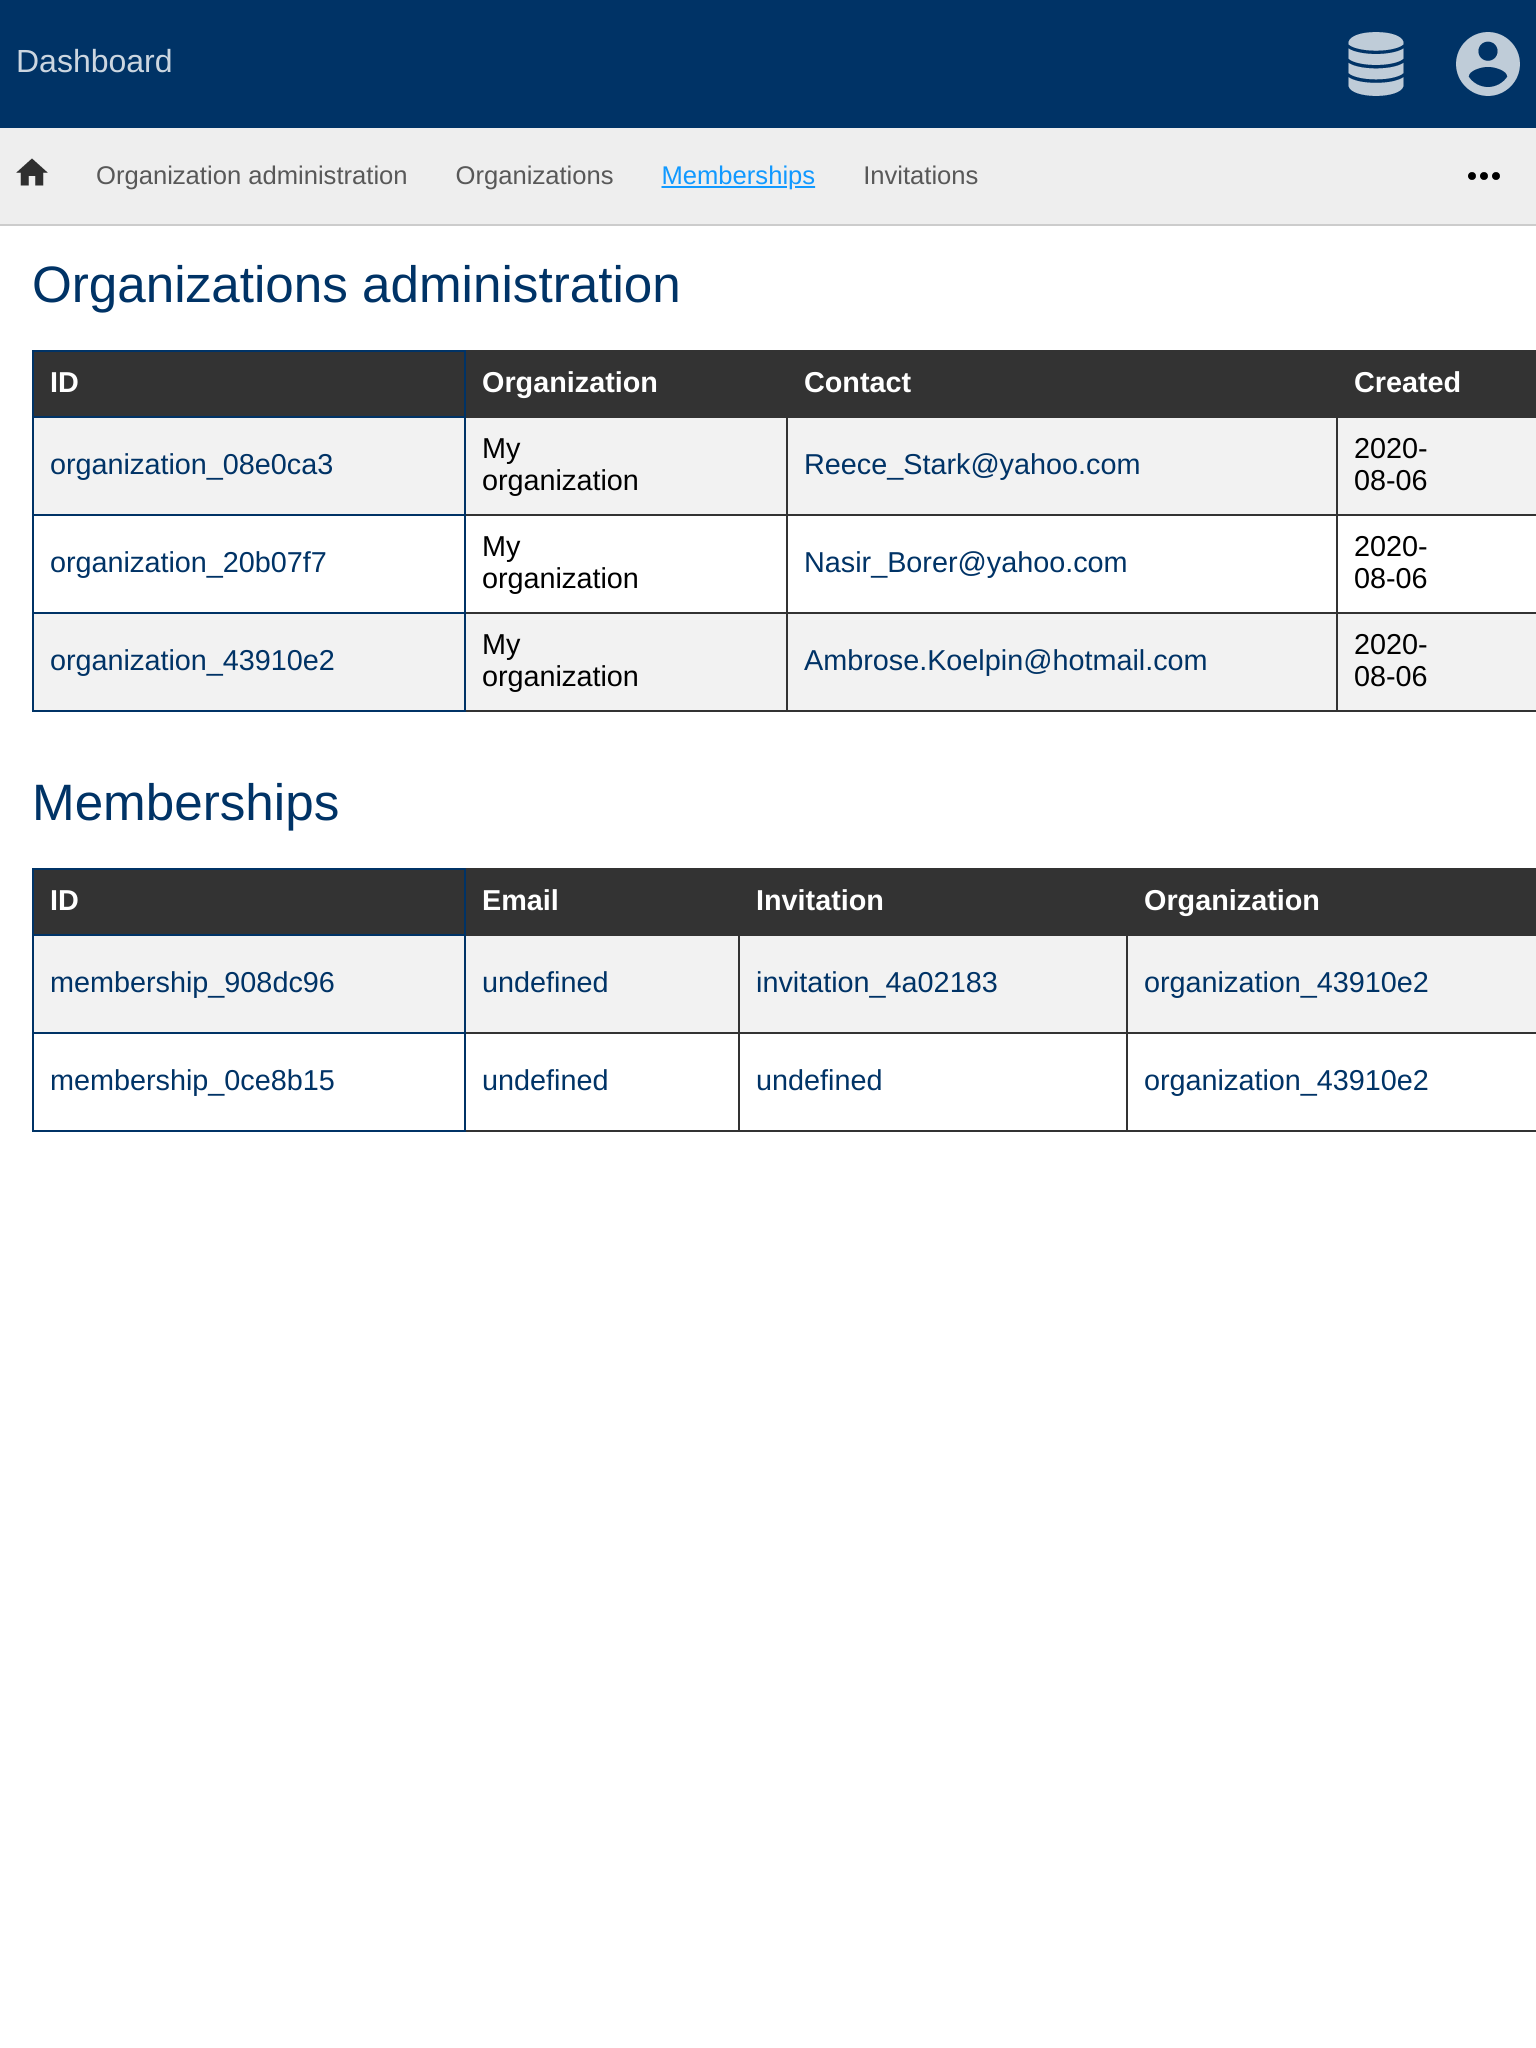 Dashboard
Organization administration Organizations Memberships Invitations
Organizations administration
ID Organization Contact Created
organization_08e0ca3 My organization Reece_Stark@yahoo.com 2020-08-06
organization_20b07f7 My organization Nasir_Borer@yahoo.com 2020-08-06
organization_43910e2 My organization Ambrose.Koelpin@hotmail.com 2020-08-06
Memberships
ID Email Invitation Organization
membership_908dc96 undefined invitation_4a02183 organization_43910e2
membership_0ce8b15 undefined undefined organization_43910e2